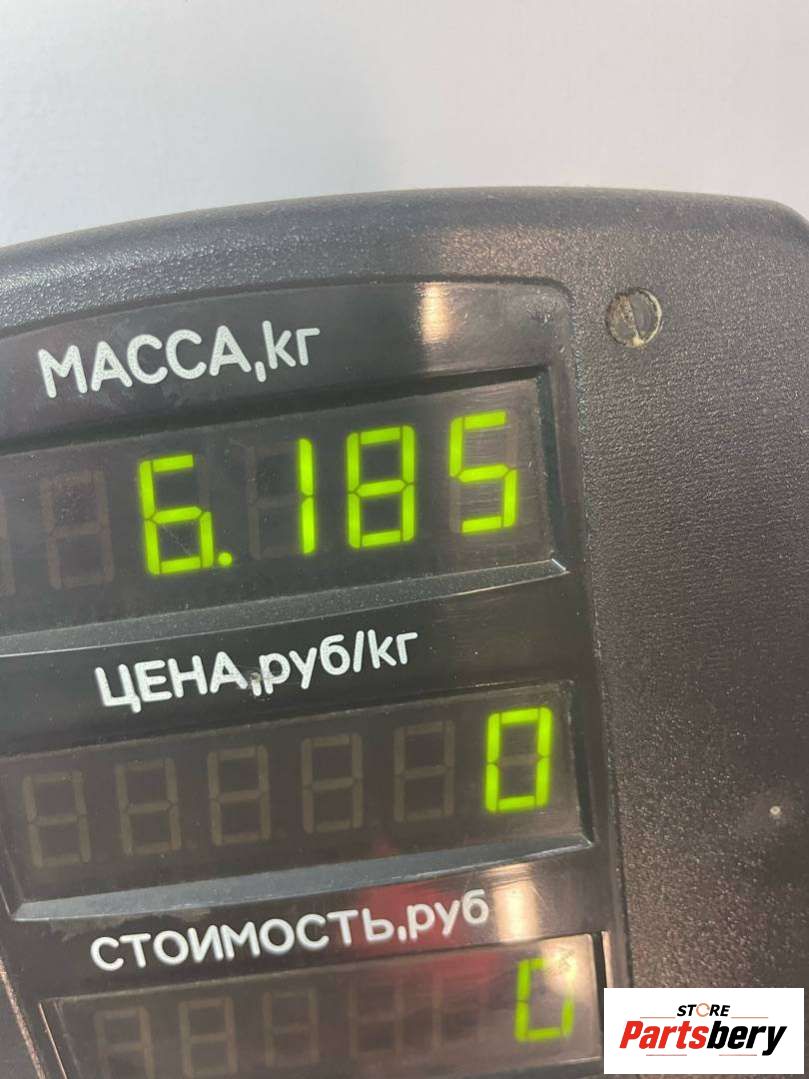 МАССА,кг
6.185
ЦЕНА,руб/кг
0
СТОИМОСТЬ,руб
0
STORE
Partsbery